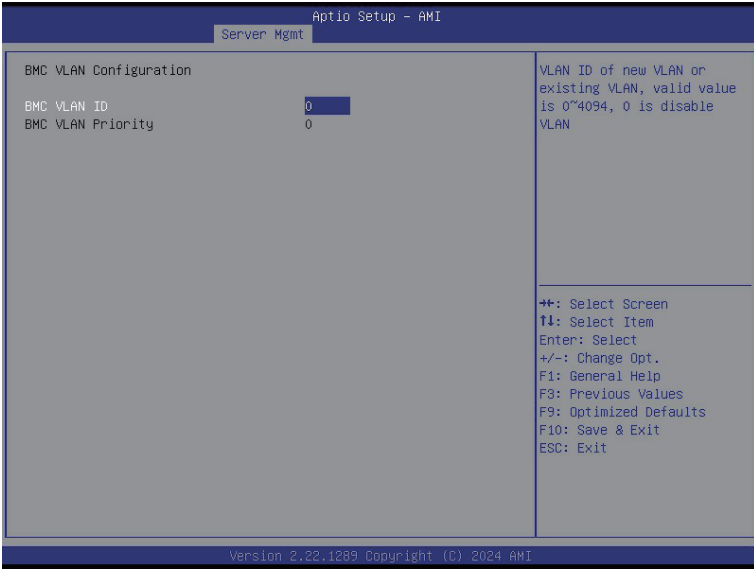 Aptio Setup – AMI
Server Mgmt
BMC VLAN Configuration
BMC VLAN ID 0
BMC VLAN Priority 0
VLAN ID of new VLAN or
existing VLAN, valid value
is 0~4094, 0 is disable
VLAN
→←: Select Screen
↑↓: Select Item
Enter: Select
+/-: Change Opt.
F1: General Help
F3: Previous Values
F9: Optimized Defaults
F10: Save & Exit
ESC: Exit
Version 2.22.1289 Copyright (C) 2024 AMI